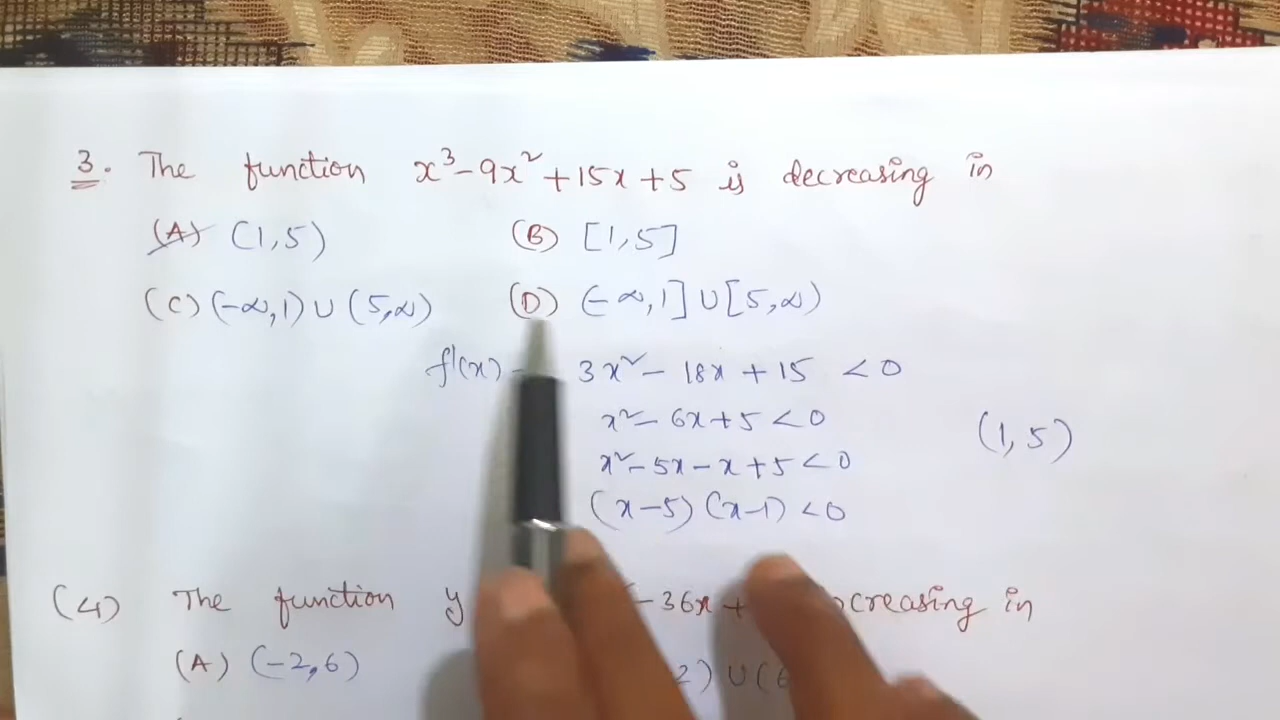 3. The function x³-9x²+15x+5 is decreasing in
(A) (1,5) (B) [1,5]
(C) (-∞,1) ∪ (5,∞) (D) (-∞,1] ∪ [5,∞)
f'(x) 3x²- 18x + 15 <0
x²- 6x+5 <0
(1,5)
x²-5x-x+5<0
(x-5) (x-1) <0
(4) The function y -36x+ creasing in
(A) (-2,6) 2) ∪ (6